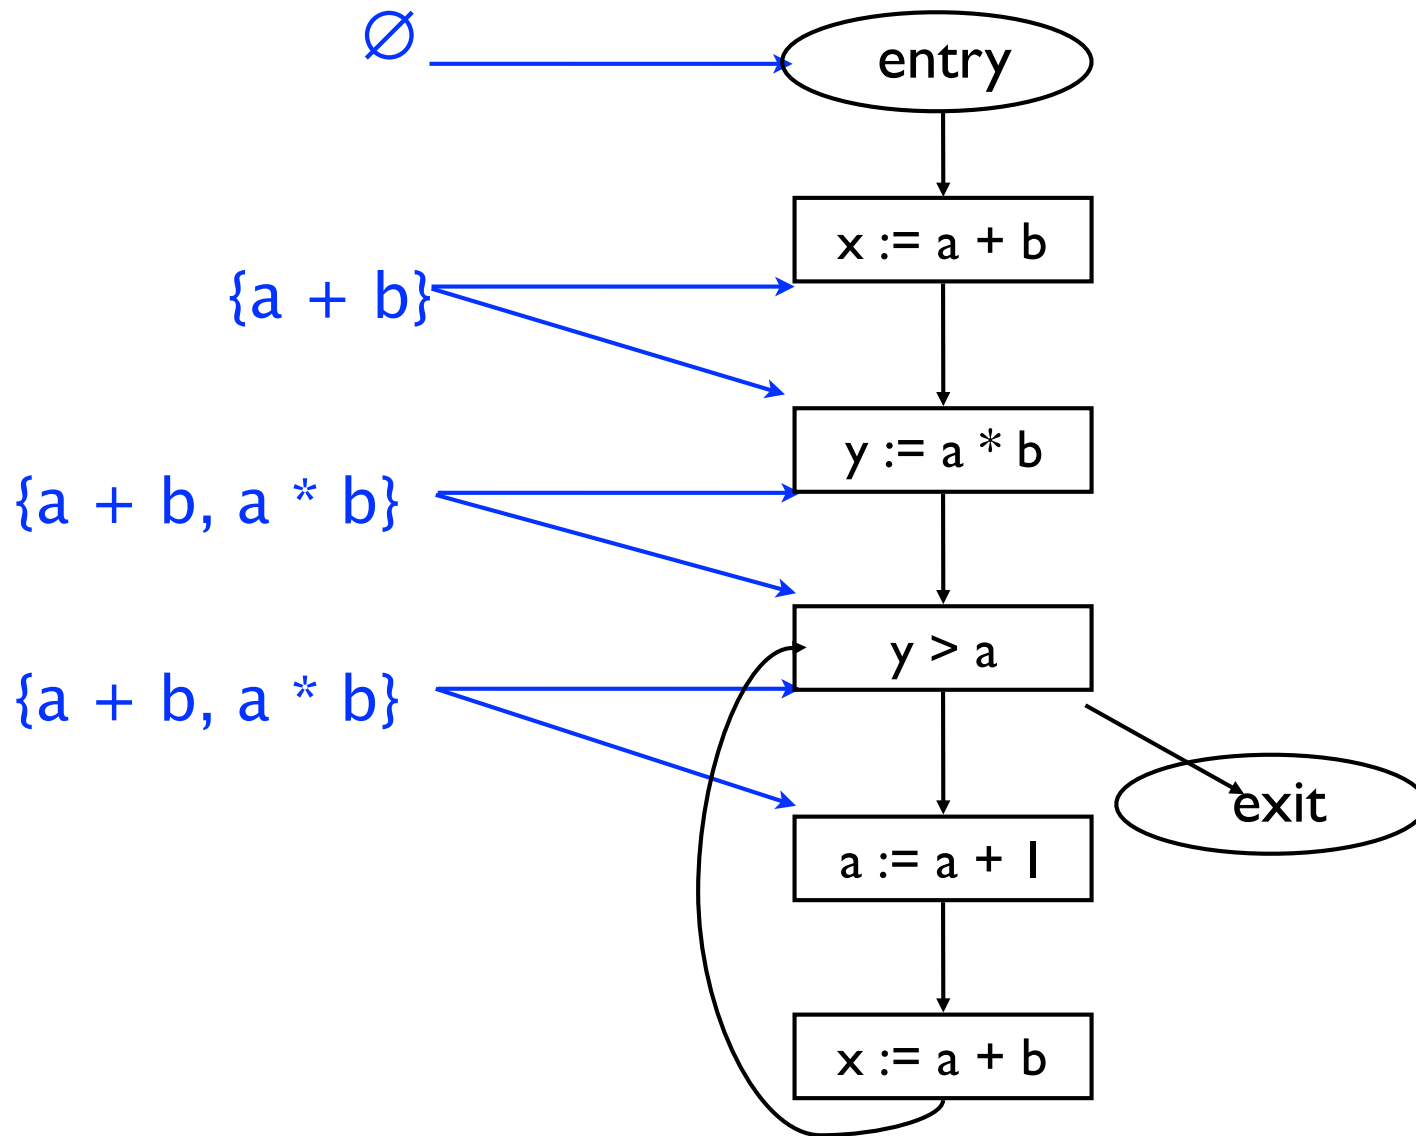 ∅
entry
x := a + b
{a + b}
y := a * b
{a + b, a * b}
y > a
{a + b, a * b}
exit
a := a + 1
x := a + b